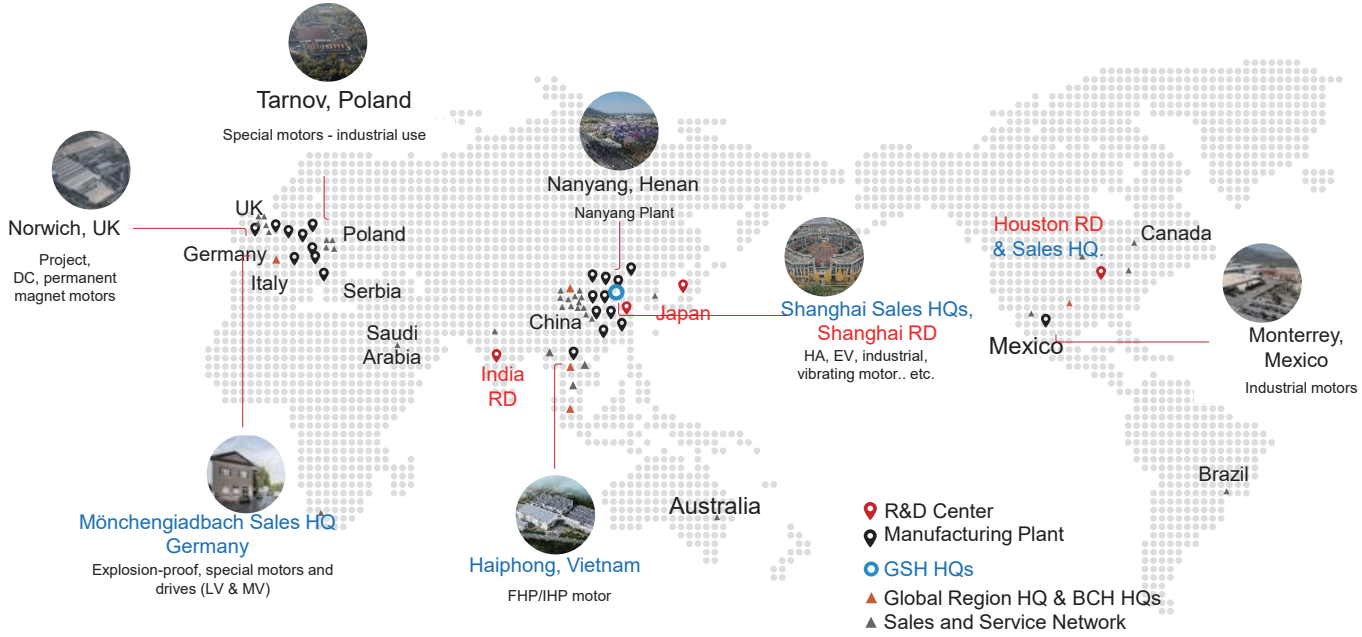 Tarnov, Poland
Special motors - industrial use
Norwich, UK
Project,
DC, permanent
magnet motors
UK
Germany
Italy
Poland
Serbia
Saudi
Arabia
Nanyang, Henan
Nanyang Plant
China
Japan
India
RD
Shanghai Sales HQs,
Shanghai RD
HA, EV, industrial,
vibrating motor.. etc.
Houston RD
& Sales HQ.
Canada
Mexico
Monterrey,
Mexico
Industrial motors
Brazil
Australia
Mönchengiadbach Sales HQ
Germany
Explosion-proof, special motors and
drives (LV & MV)
Haiphong, Vietnam
FHP/IHP motor
R&D Center
Manufacturing Plant
GSH HQs
Global Region HQ & BCH HQs
Sales and Service Network